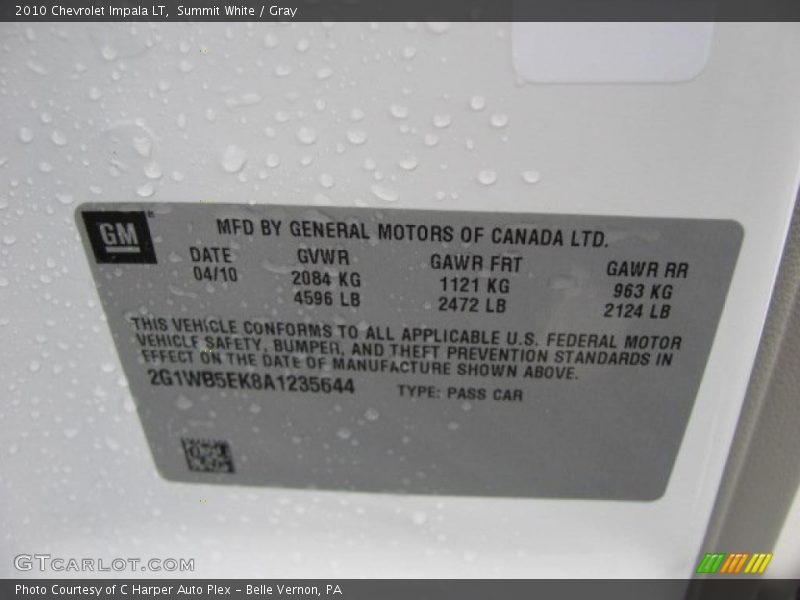 2010 Chevrolet Impala LT, Summit White / Gray
GM
MFD BY GENERAL MOTORS OF CANADA LTD.
DATE GVWR GAWR FRT GAWR RR
04/10 2084 KG 1121 KG 963 KG
4596 LB 2472 LB 2124 LB
THIS VEHICLE CONFORMS TO ALL APPLICABLE U.S. FEDERAL MOTOR
VEHICLE SAFETY, BUMPER, AND THEFT PREVENTION STANDARDS IN
EFFECT ON THE DATE OF MANUFACTURE SHOWN ABOVE.
2G1WB5EK8A1235644 TYPE: PASS CAR
GTCARLOT.COM
Photo Courtesy of C Harper Auto Plex – Belle Vernon, PA